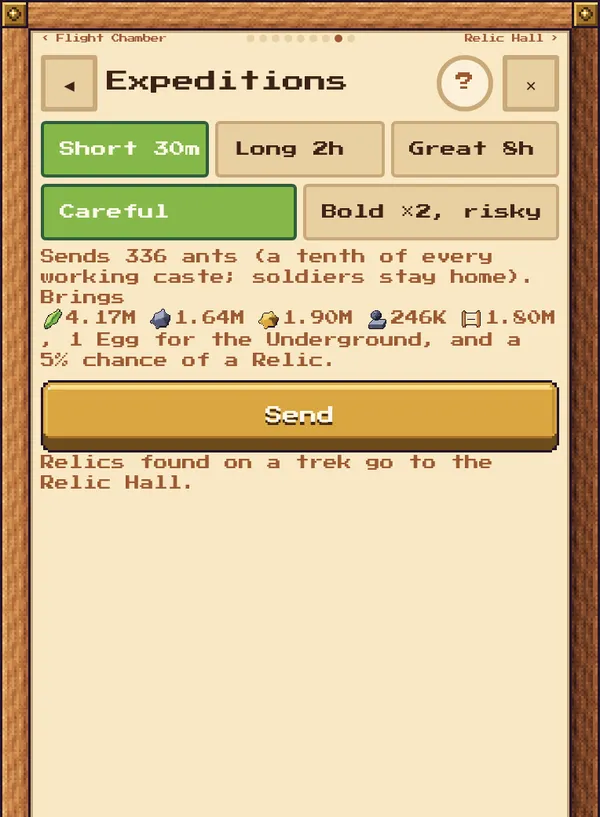 ‹ Flight Chamber Relic Hall ›
◂ Expeditions ? ×
Short 30m Long 2h Great 8h
Careful Bold ×2, risky
Sends 336 ants (a tenth of every
working caste; soldiers stay home).
Brings
4.17M 1.64M 1.90M 246K 1.80M
, 1 Egg for the Underground, and a
5% chance of a Relic.
Send
Relics found on a trek go to the
Relic Hall.